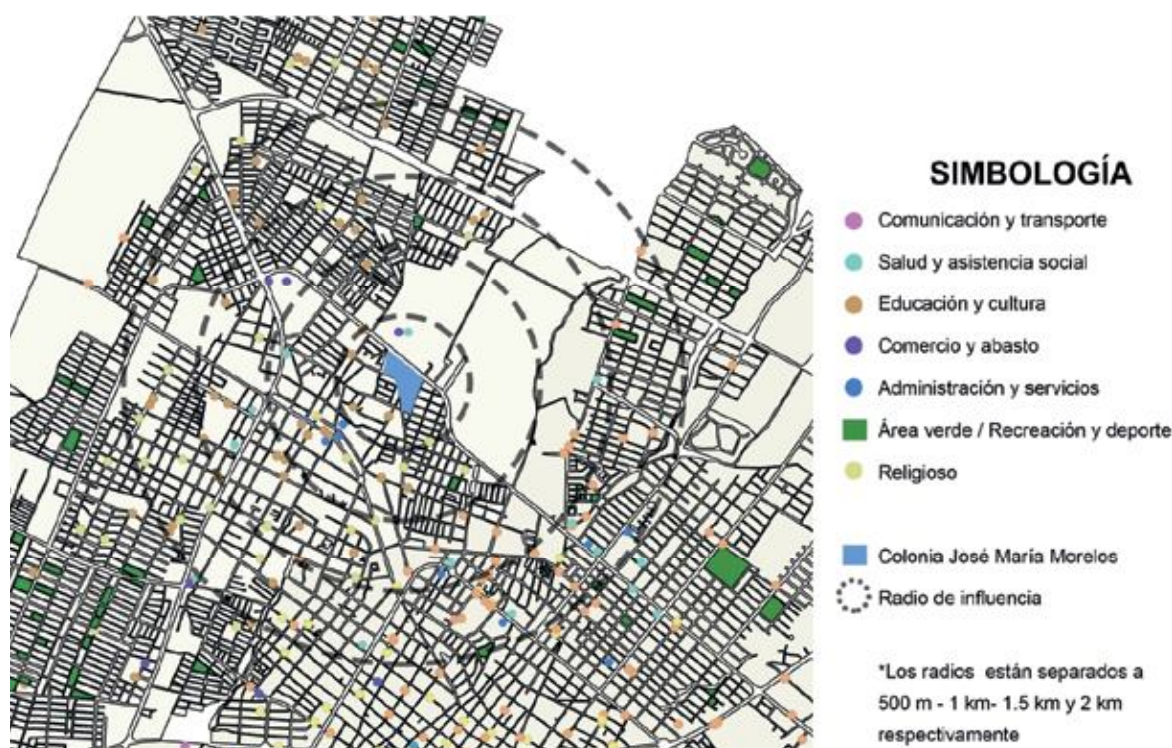 SIMBOLOGÍA
Comunicación y transporte
Salud y asistencia social
Educación y cultura
Comercio y abasto
Administración y servicios
Área verde / Recreación y deporte
Religioso
Colonia José María Morelos
Radio de influencia
*Los radios están separados a
500 m - 1 km- 1.5 km y 2 km
respectivamente